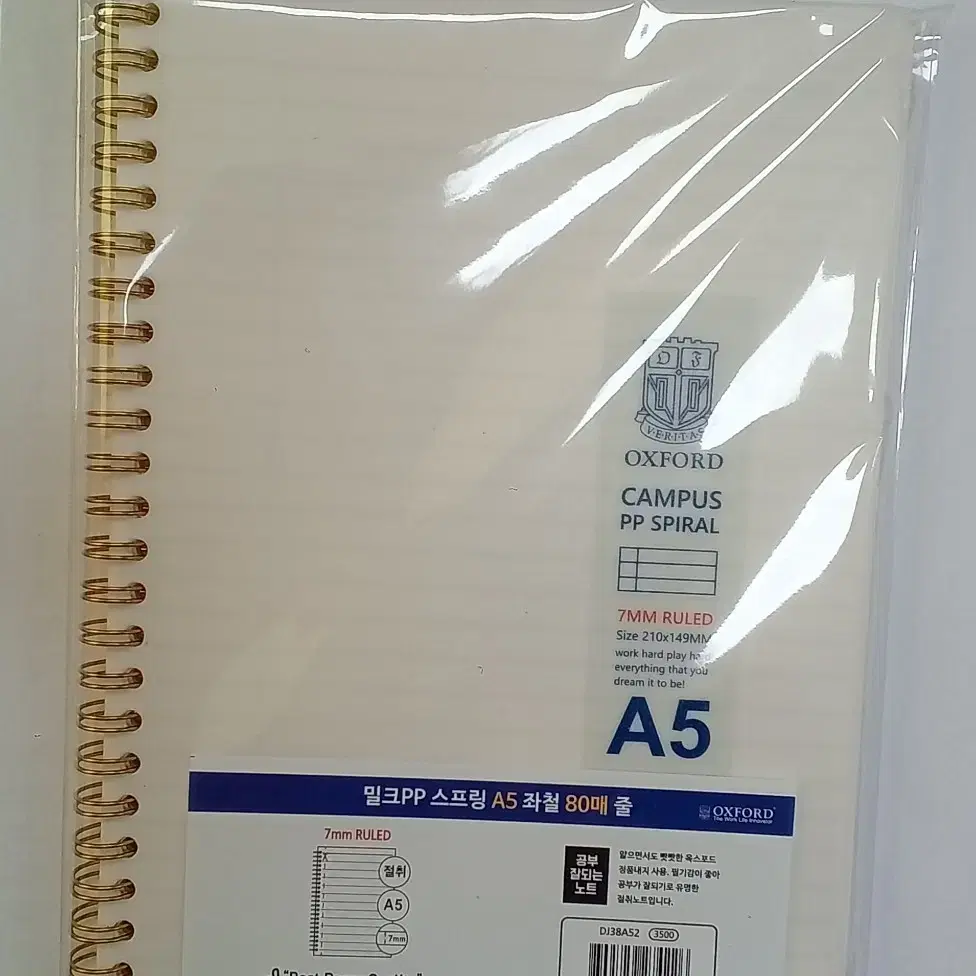 D F
VERITAS
OXFORD
CAMPUS
PP SPIRAL
7MM RULED
Size 210x149MM
work hard play hard
everything that you
dream it to be!
A5
밀크PP 스프링 A5 좌철 80매 줄
OXFORD
The Work Life Innovator
7mm RULED
절취
A5
7mm
공부
잘되는
노트
얇으면서도 빳빳한 옥스포드
정품내지 사용. 필기감이 좋아
공부가 잘되기로 유명한
절취노트입니다.
DJ38A52 3500